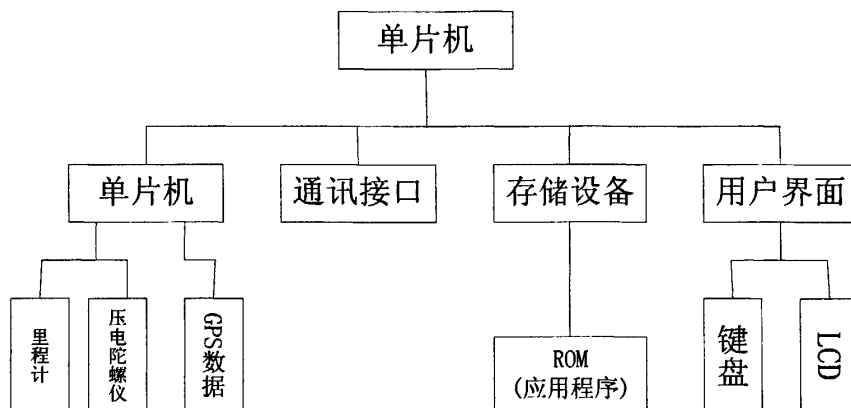 单片机
单片机
通讯接口
存储设备
用户界面
里程计
压电陀螺仪
GPS数据
ROM
(应用程序)
键盘
LCD